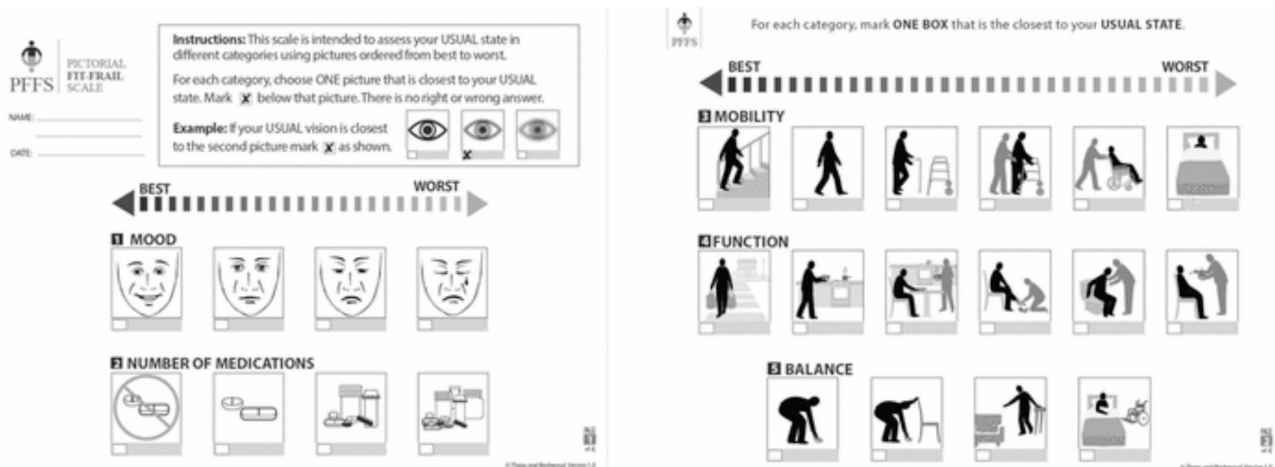 PFFS
PICTORIAL
FIT-FRAIL
SCALE
NAME:
DATE:
Instructions: This scale is intended to assess your USUAL state in
different categories using pictures ordered from best to worst.
For each category, choose ONE picture that is closest to your USUAL
state. Mark X below that picture. There is no right or wrong answer.
Example: If your USUAL vision is closest
to the second picture mark X as shown.
BEST WORST
1 MOOD
2 NUMBER OF MEDICATIONS
PFFS
For each category, mark ONE BOX that is the closest to your USUAL STATE.
BEST WORST
3 MOBILITY
4 FUNCTION
5 BALANCE